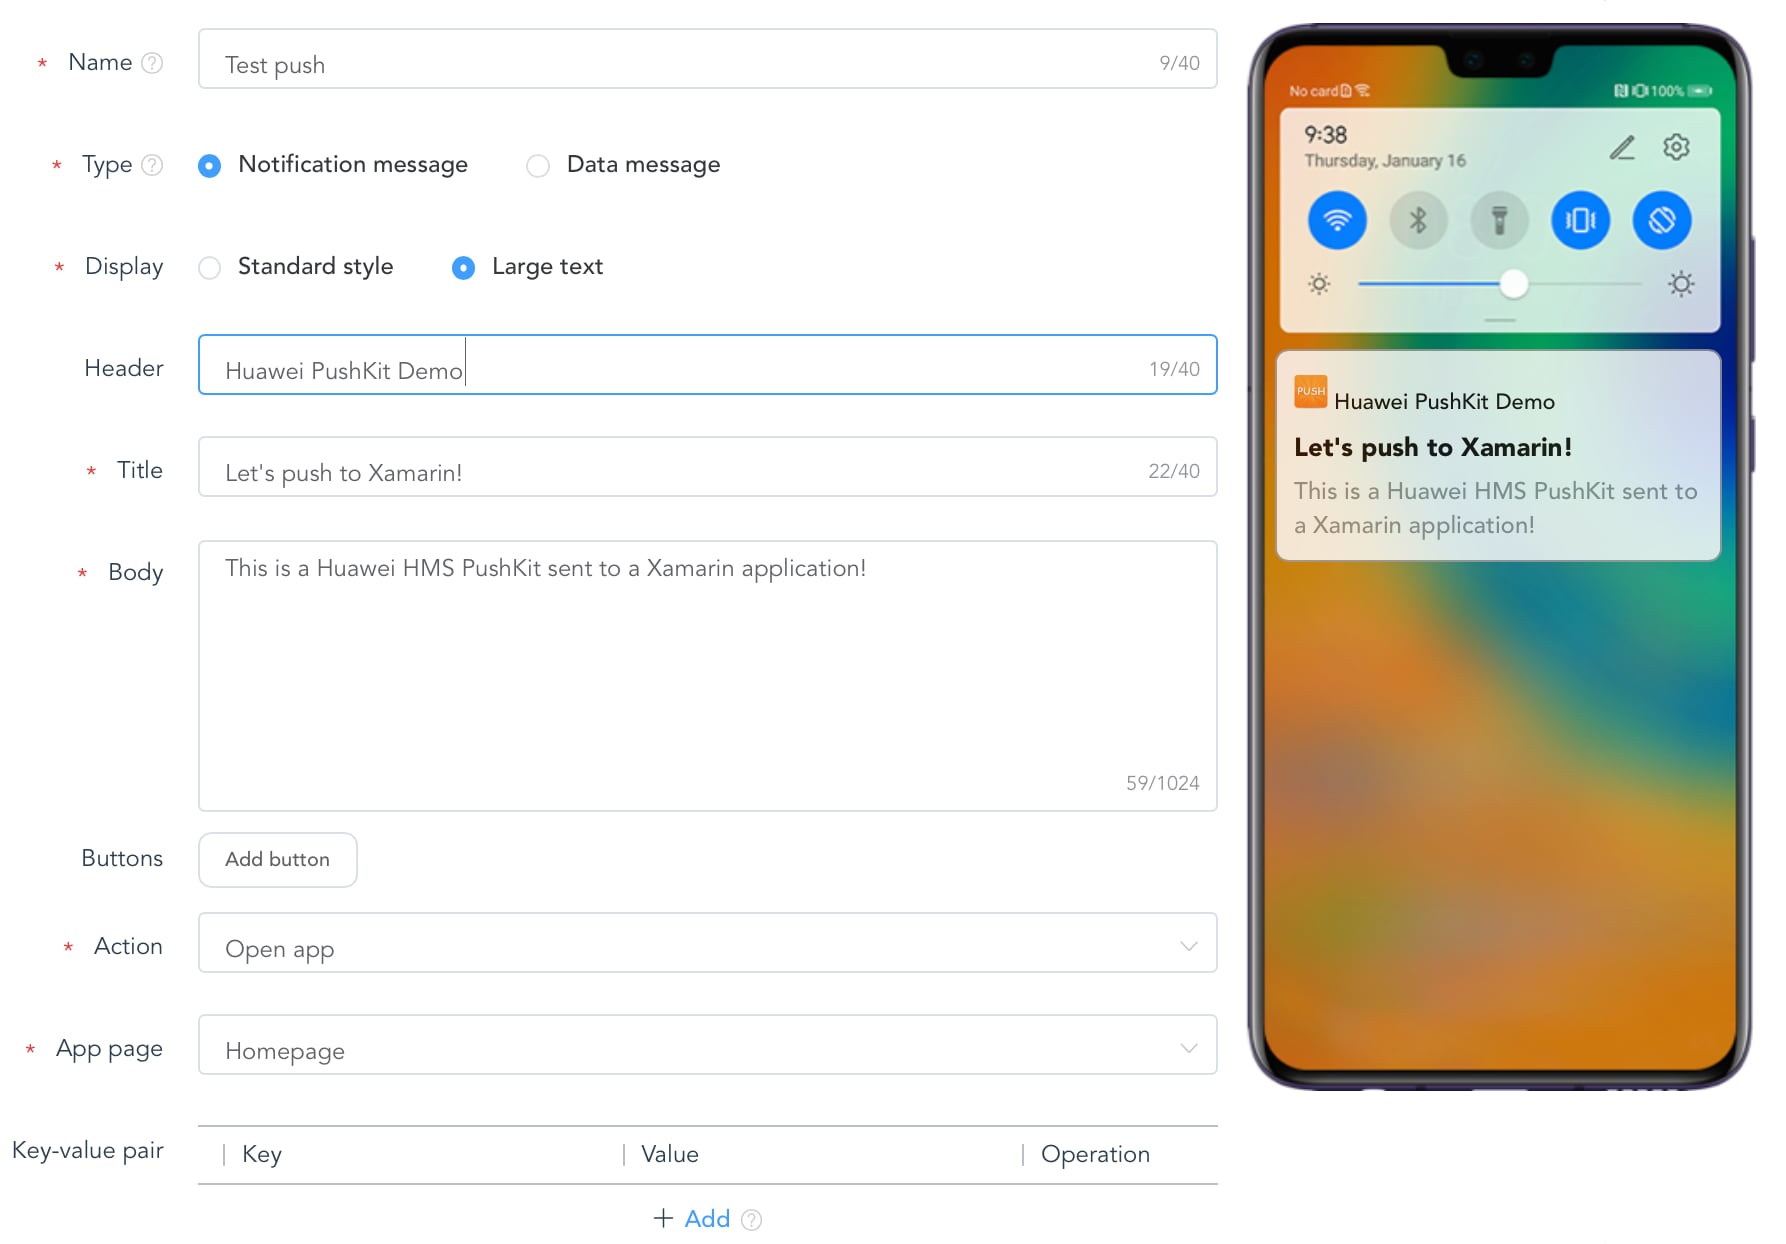 * Name ?
Test push
9/40
* Type ?
Notification message
Data message
* Display
Standard style
Large text
Header
Huawei PushKit Demo
19/40
* Title
Let's push to Xamarin!
22/40
* Body
This is a Huawei HMS PushKit sent to a Xamarin application!
59/1024
Buttons
Add button
* Action
Open app
* App page
Homepage
Key-value pair
Key
Value
Operation
+ Add ?
No card
100%
9:38
Thursday, January 16
PUSH
Huawei PushKit Demo
Let's push to Xamarin!
This is a Huawei HMS PushKit sent to
a Xamarin application!